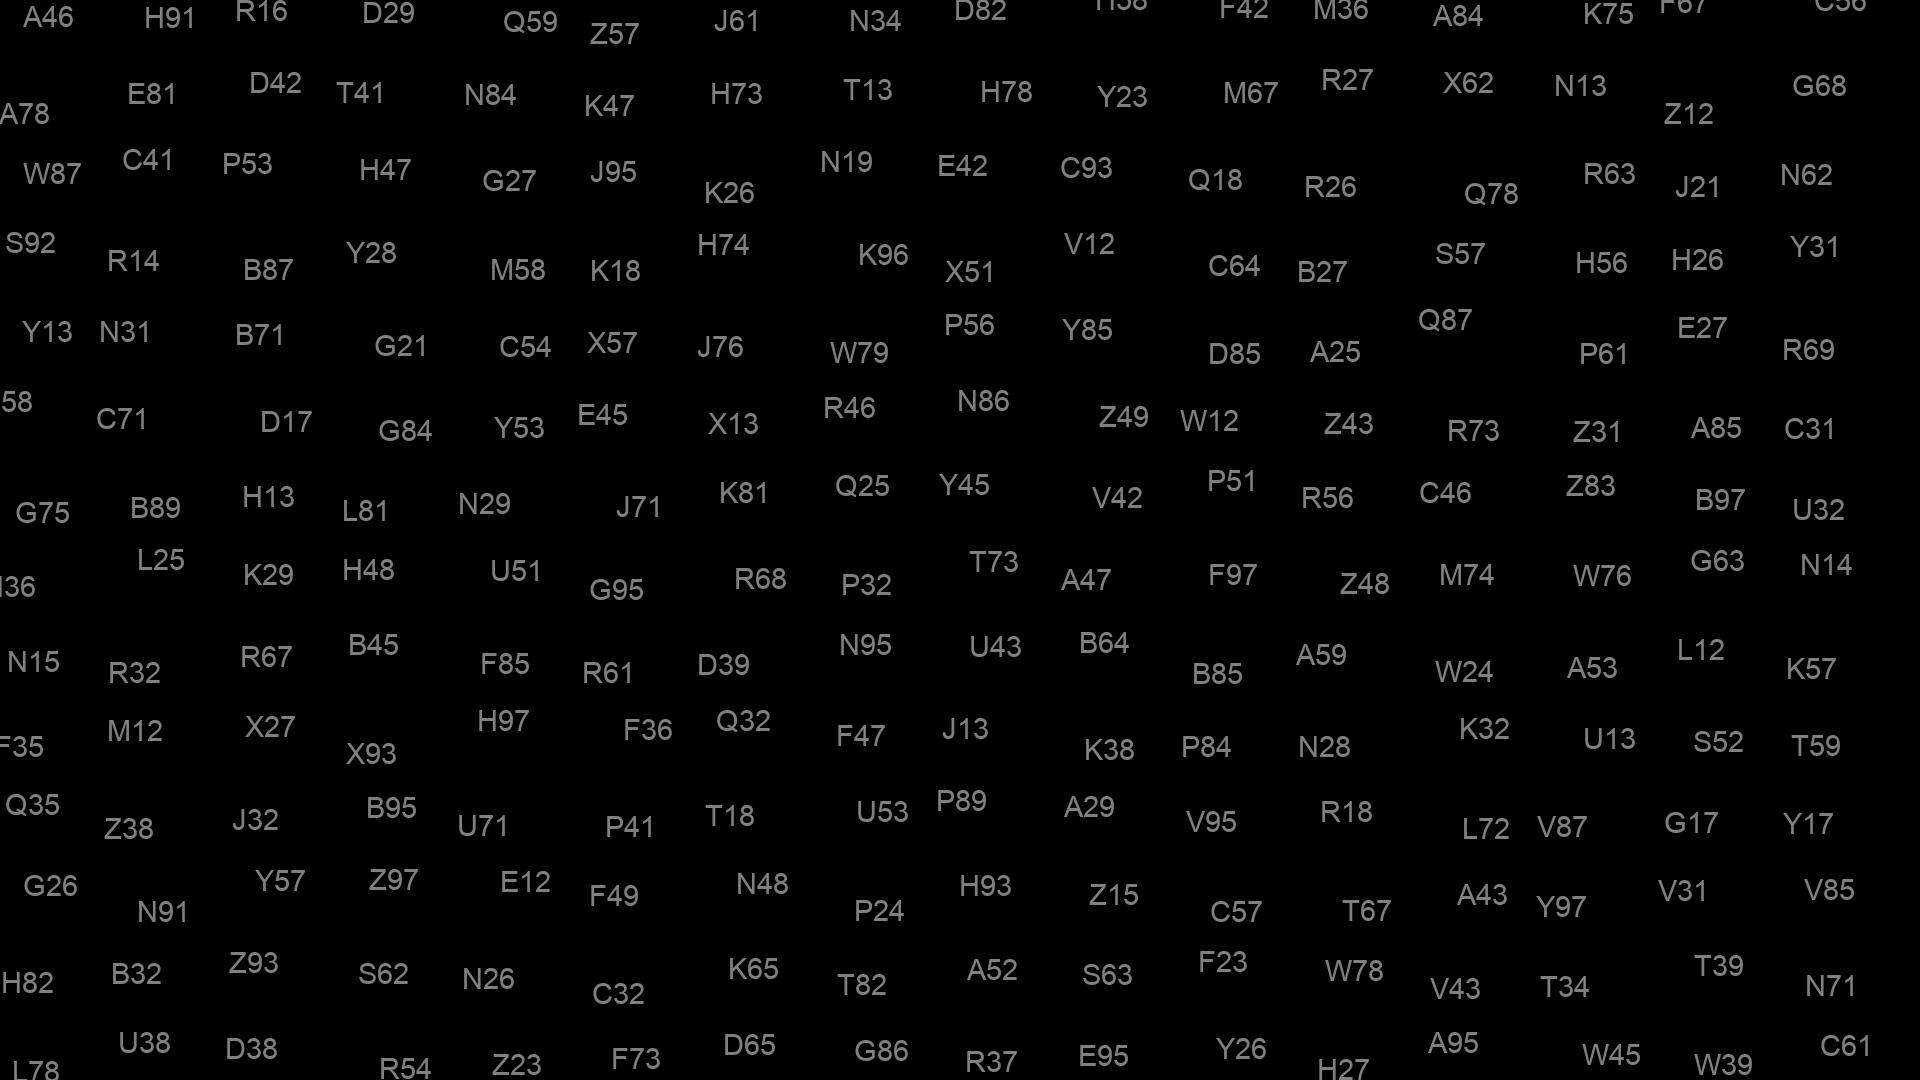 A46 H91 R16 D29 Q59 Z57 J61 N34 D82 H58 F42 M36 A84 K75 F67 C56
A78 E81 D42 T41 N84 K47 H73 T13 H78 Y23 M67 R27 X62 N13 Z12 G68
W87 C41 P53 H47 G27 J95 K26 N19 E42 C93 Q18 R26 Q78 R63 J21 N62
S92 R14 B87 Y28 M58 K18 H74 K96 X51 V12 C64 B27 S57 H56 H26 Y31
Y13 N31 B71 G21 C54 X57 J76 W79 P56 Y85 D85 A25 Q87 P61 E27 R69
58 C71 D17 G84 Y53 E45 X13 R46 N86 Z49 W12 Z43 R73 Z31 A85 C31
G75 B89 H13 L81 N29 J71 K81 Q25 Y45 V42 P51 R56 C46 Z83 B97 U32
36 L25 K29 H48 U51 G95 R68 P32 T73 A47 F97 Z48 M74 W76 G63 N14
N15 R32 R67 B45 F85 R61 D39 N95 U43 B64 B85 A59 W24 A53 L12 K57
F35 M12 X27 X93 H97 F36 Q32 F47 J13 K38 P84 N28 K32 U13 S52 T59
Q35 Z38 J32 B95 U71 P41 T18 U53 P89 A29 V95 R18 L72 V87 G17 Y17
G26 N91 Y57 Z97 E12 F49 N48 P24 H93 Z15 C57 T67 A43 Y97 V31 V85
H82 B32 Z93 S62 N26 C32 K65 T82 A52 S63 F23 W78 V43 T34 T39 N71
L78 U38 D38 R54 Z23 F73 D65 G86 R37 E95 Y26 H27 A95 W45 W39 C61